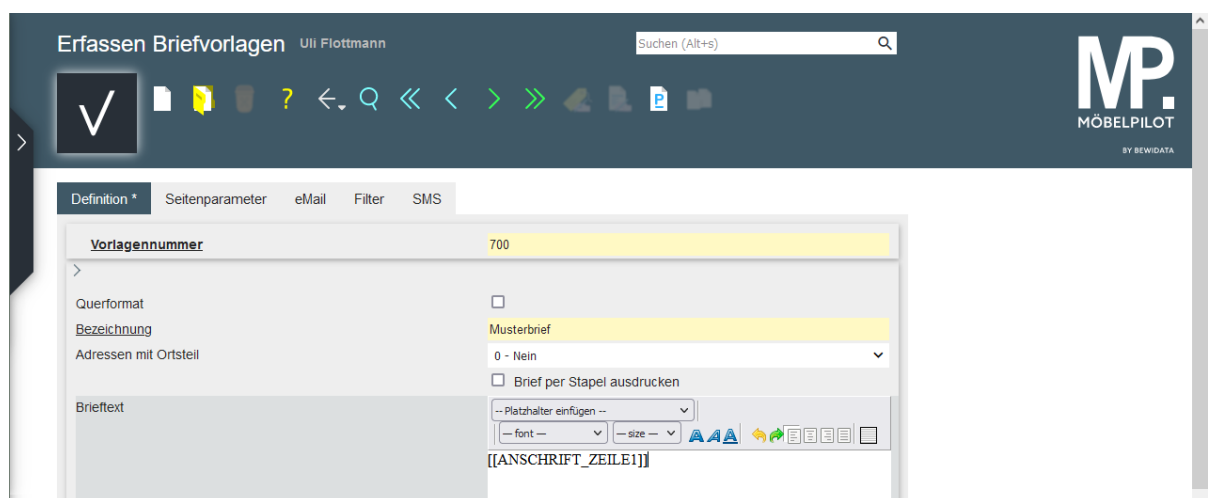 Erfassen Briefvorlagen Uli Flottmann
Suchen (Alt+s)
MP.
MÖBELPILOT
BY BEWIDATA
Definition * Seitenparameter eMail Filter SMS
Vorlagennummer 700
Querformat
Bezeichnung Musterbrief
Adressen mit Ortsteil 0 - Nein
Brief per Stapel ausdrucken
Brieftext -- Platzhalter einfügen --
— font — — size — A A A
[[ANSCHRIFT_ZEILE1]]